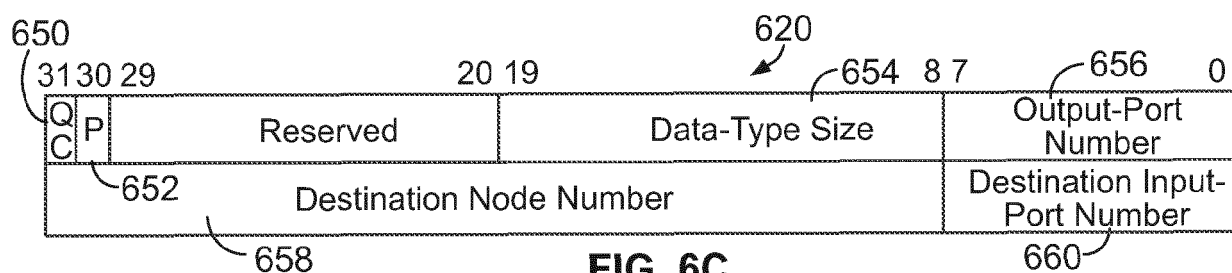 650
620
31 30 29 20 19 654 8 7 656 0
QC P Reserved Data-Type Size Output-Port Number
652 Destination Node Number Destination Input-Port Number
658 660
FIG. 6C